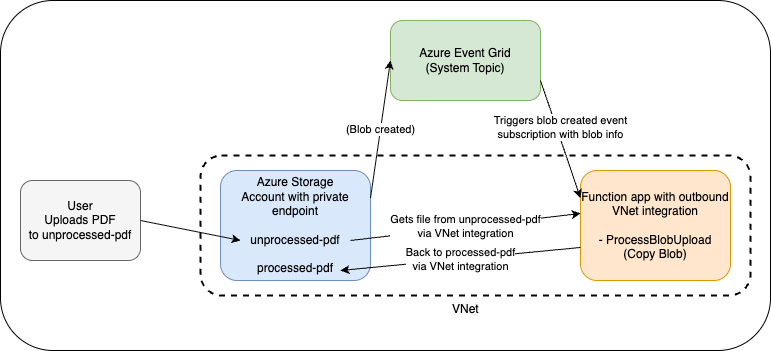 Azure Event Grid
(System Topic)
(Blob created)
Triggers blob created event
subscription with blob info
User
Uploads PDF
to unprocessed-pdf
Azure Storage
Account with private
endpoint
unprocessed-pdf
processed-pdf
Gets file from unprocessed-pdf
via VNet integration
Back to processed-pdf
via VNet integration
Function app with outbound
VNet integration
- ProcessBlobUpload
(Copy Blob)
VNet